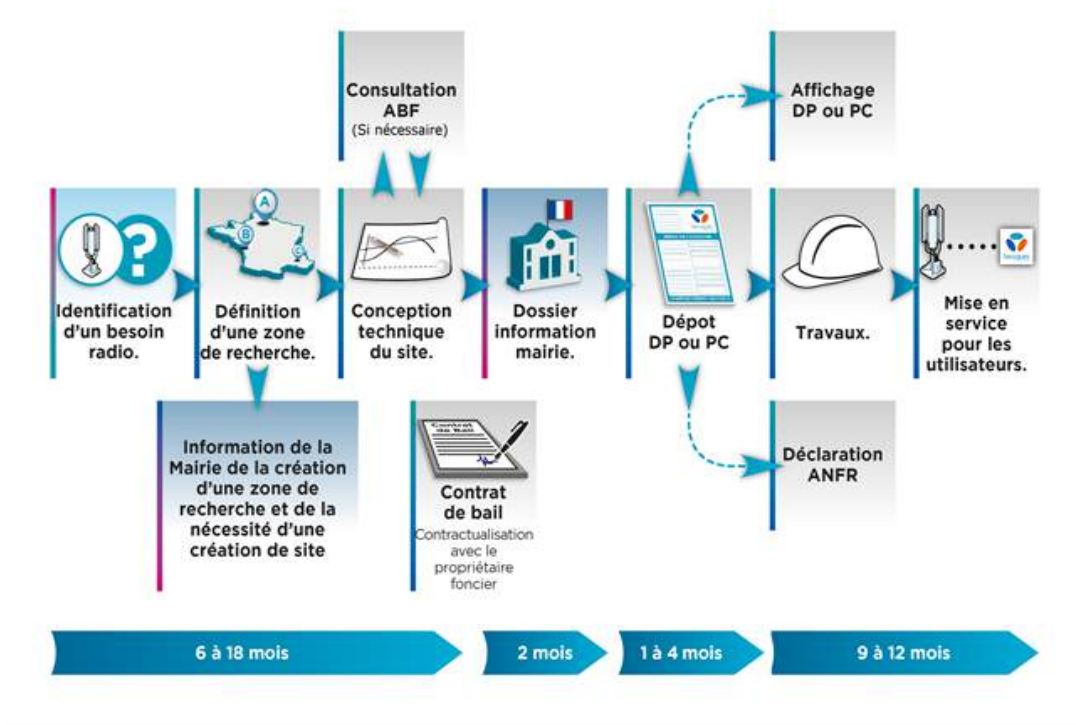 Consultation
ABF
(Si nécessaire)
Affichage
DP ou PC
Identification
d'un besoin
radio.
A
B
C
Définition
d'une zone
de recherche.
Conception
technique
du site.
Dossier
information
mairie.
Dépot
DP ou PC
Travaux.
Mise en
service
pour les
utilisateurs.
Information de la
Mairie de la création
d'une zone de
recherche et de la
nécessité d'une
création de site
Contrat
de Bail
Contrat
de bail
Contractualisation
avec le
propriétaire
foncier
Déclaration
ANFR
6 à 18 mois
2 mois
1 à 4 mois
9 à 12 mois